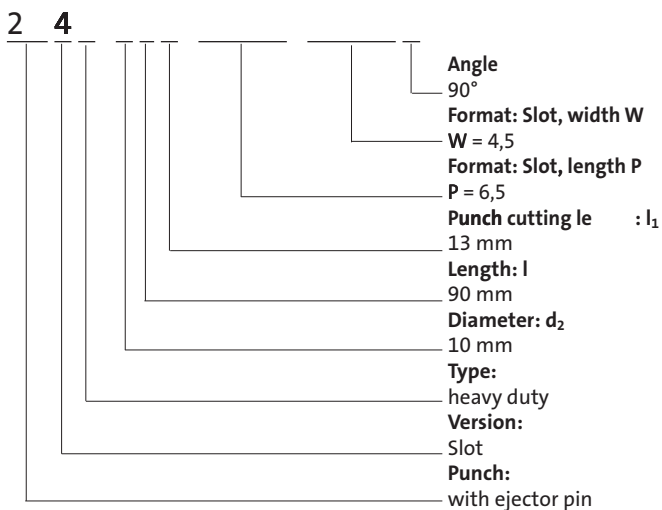 2 4
Angle
90°
Format: Slot, width W
W = 4,5
Format: Slot, length P
P = 6,5
Punch cutting le : l₁
13 mm
Length: l
90 mm
Diameter: d₂
10 mm
Type:
heavy duty
Version:
Slot
Punch:
with ejector pin